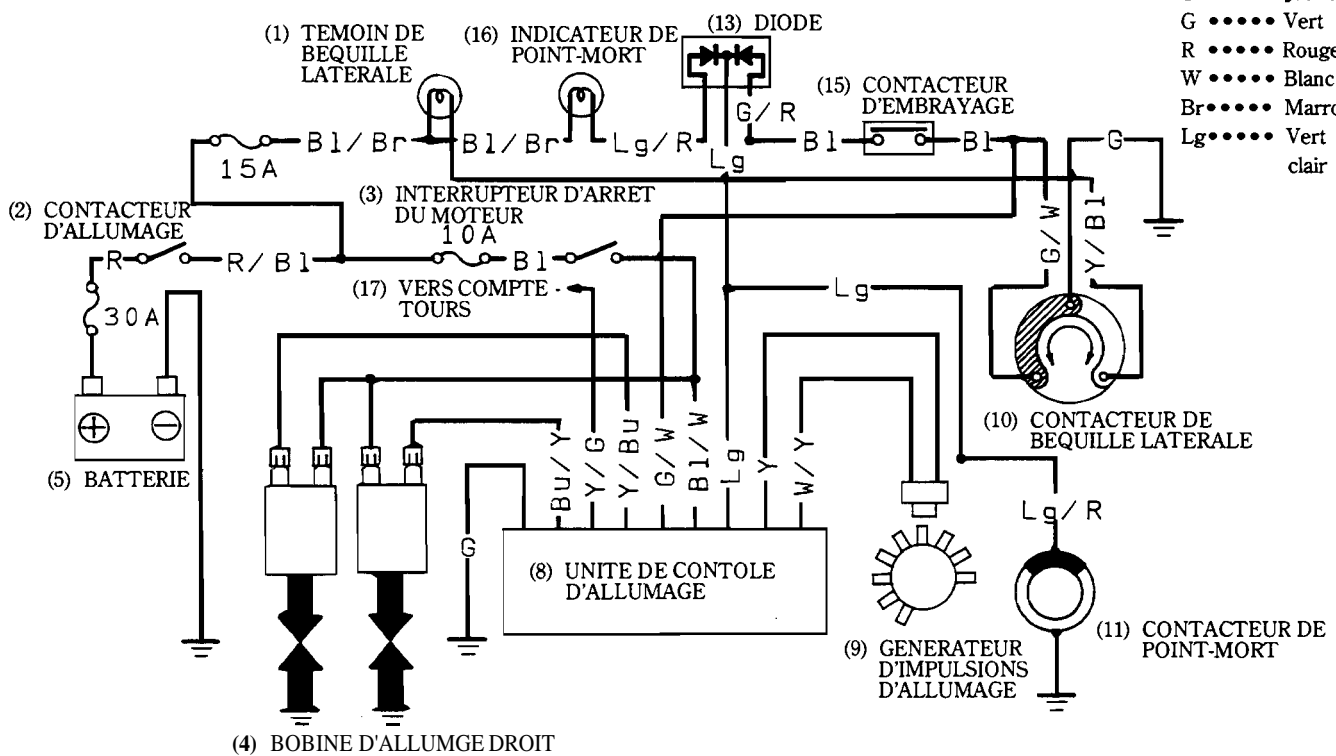 (1) TEMOIN DE
BEQUILLE
LATERALE
(16) INDICATEUR DE
POINT-MORT
(13) DIODE
G ••••• Vert
R ••••• Rouge
W ••••• Blanc
Br ••••• Marro
Lg ••••• Vert
clair
(15) CONTACTEUR
D'EMBRAYAGE
G/R
15A
Bl/Br
Bl/Br
Lg/R
Lg
Bl
Bl
G
(2) CONTACTEUR
D'ALLUMAGE
(3) INTERRUPTEUR D'ARRET
DU MOTEUR
10A
G/W
Y/Bl
R
R/Bl
Bl
(17) VERS COMPTE -
TOURS
Lg
30A
(10) CONTACTEUR DE
BEQUILLE LATERALE
(5) BATTERIE
Bu/Y
Y/G
Y/Bu
G/W
Bl/W
Lg
Y
W/Y
G
Lg/R
(8) UNITE DE CONTOLE
D'ALLUMAGE
(9) GENERATEUR
D'IMPULSIONS
D'ALLUMAGE
(11) CONTACTEUR DE
POINT-MORT
(4) BOBINE D'ALLUMGE DROIT